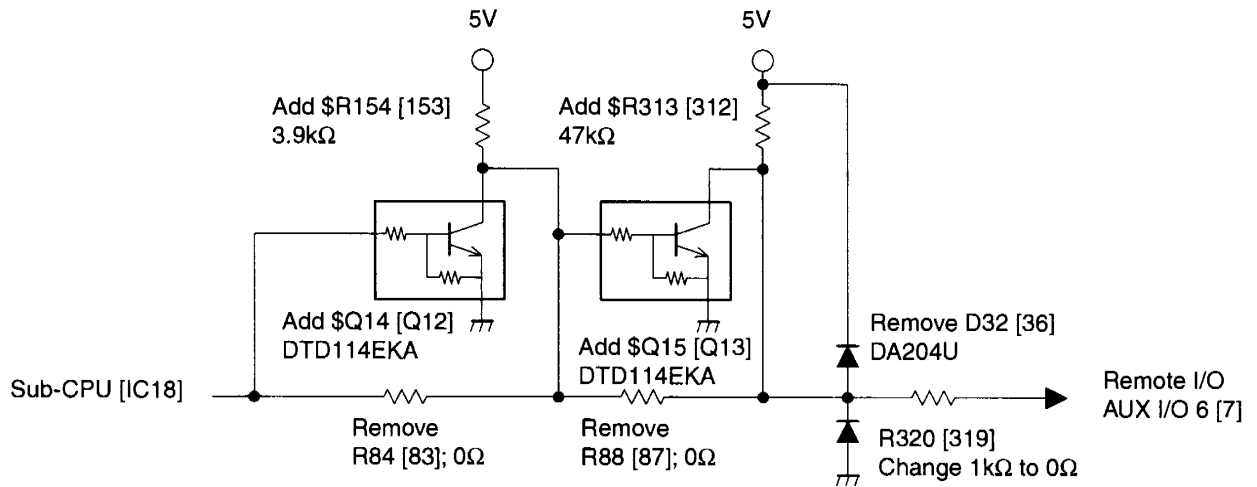 5V
5V
Add $R154 [153]
3.9kΩ
Add $R313 [312]
47kΩ
Add $Q14 [Q12]
DTD114EKA
Add $Q15 [Q13]
DTD114EKA
Remove D32 [36]
DA204U
Sub-CPU [IC18]
Remote I/O
AUX I/O 6 [7]
Remove
R84 [83]; 0Ω
Remove
R88 [87]; 0Ω
R320 [319]
Change 1kΩ to 0Ω